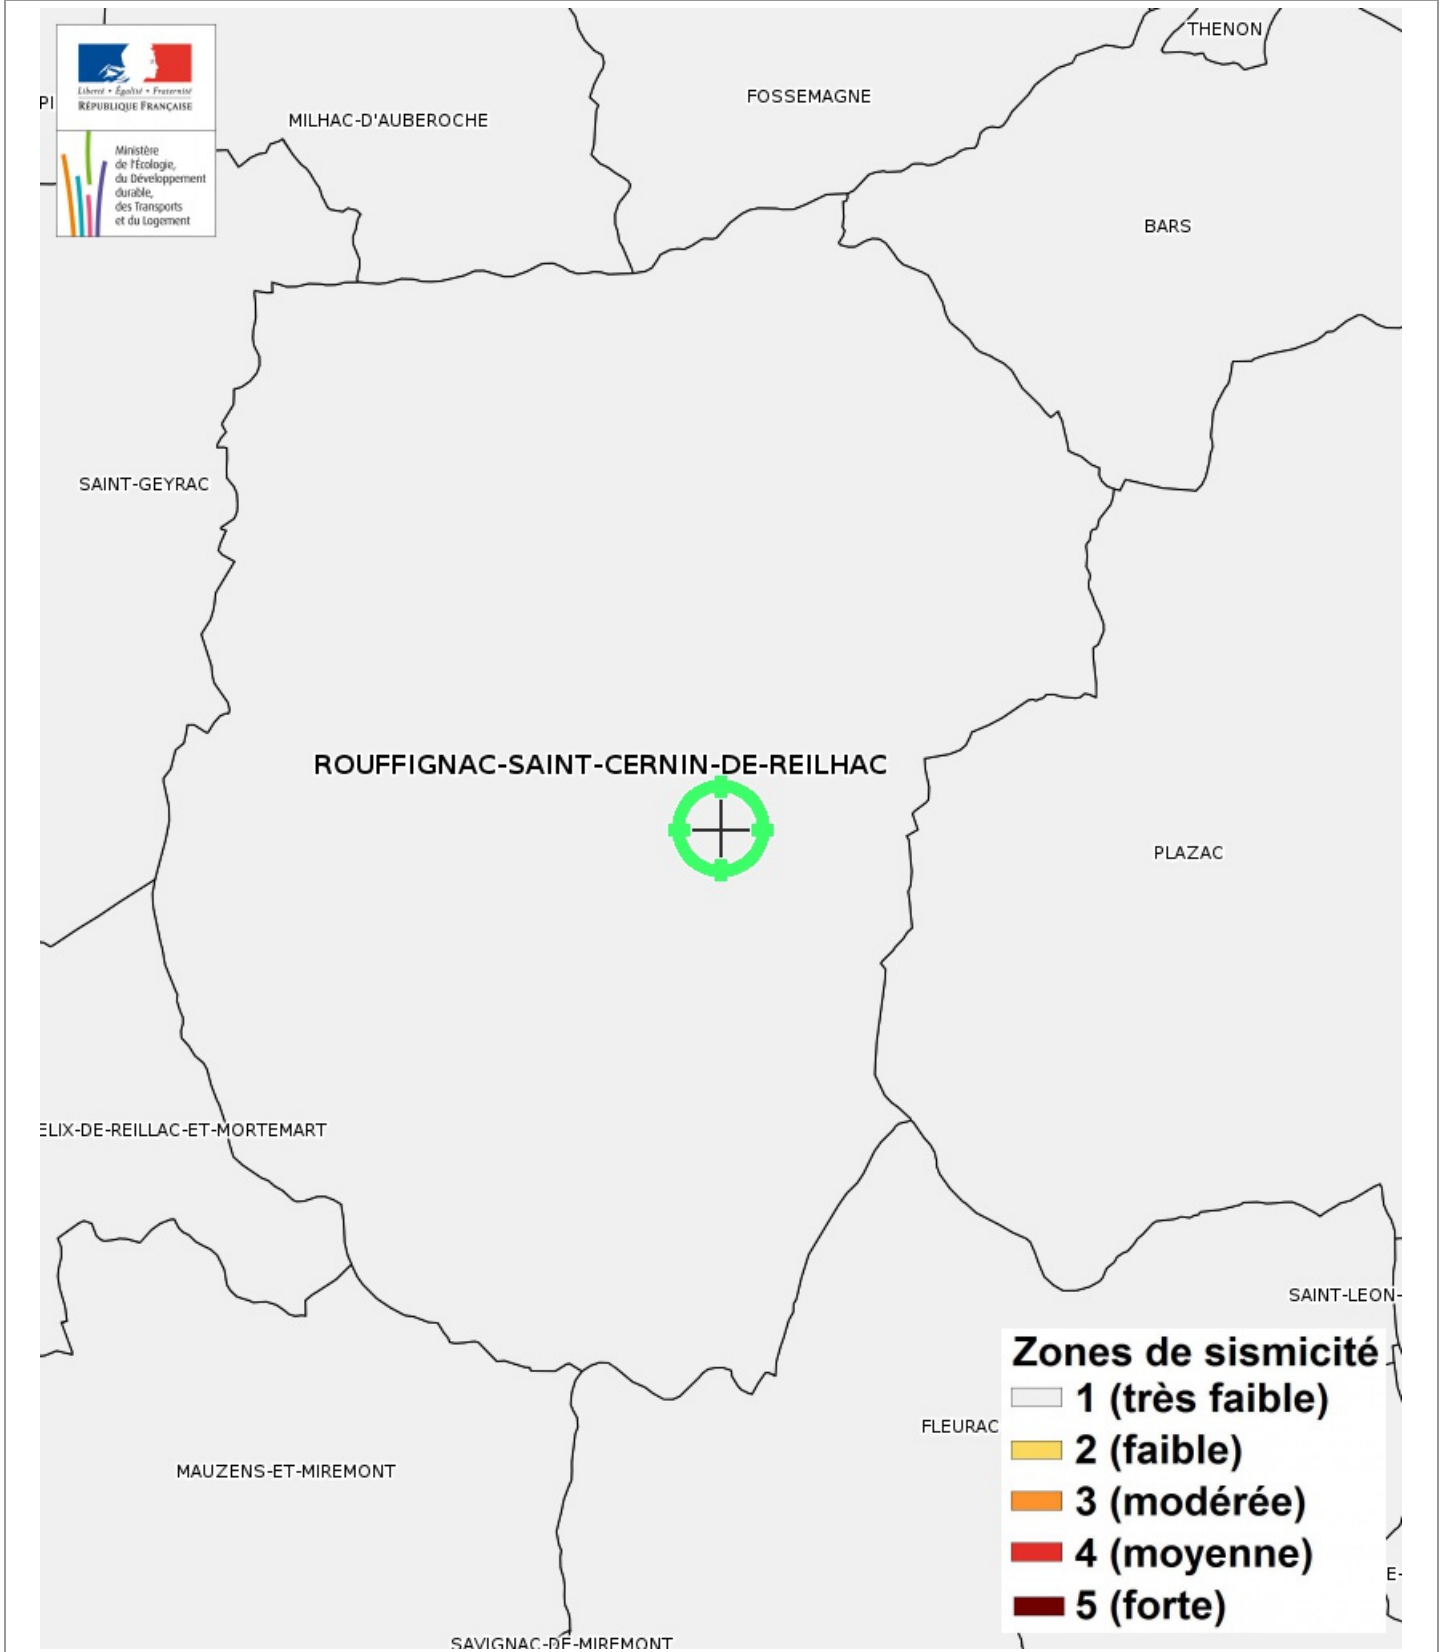 THENON
Liberté • Égalité • Fraternité
RÉPUBLIQUE FRANÇAISE
PI
FOSSEMAGNE
MILHAC-D'AUBEROCHE
Ministère
de l'Écologie,
du Développement
durable,
des Transports
et du Logement
BARS
SAINT-GEYRAC
ROUFFIGNAC-SAINT-CERNIN-DE-REILHAC
PLAZAC
ELIX-DE-REILLAC-ET-MORTEMART
SAINT-LEON-
Zones de sismicité
1 (très faible)
2 (faible)
3 (modérée)
4 (moyenne)
5 (forte)
FLEURAC
MAUZENS-ET-MIREMONT
E-
SAVIGNAC-DE-MIREMONT